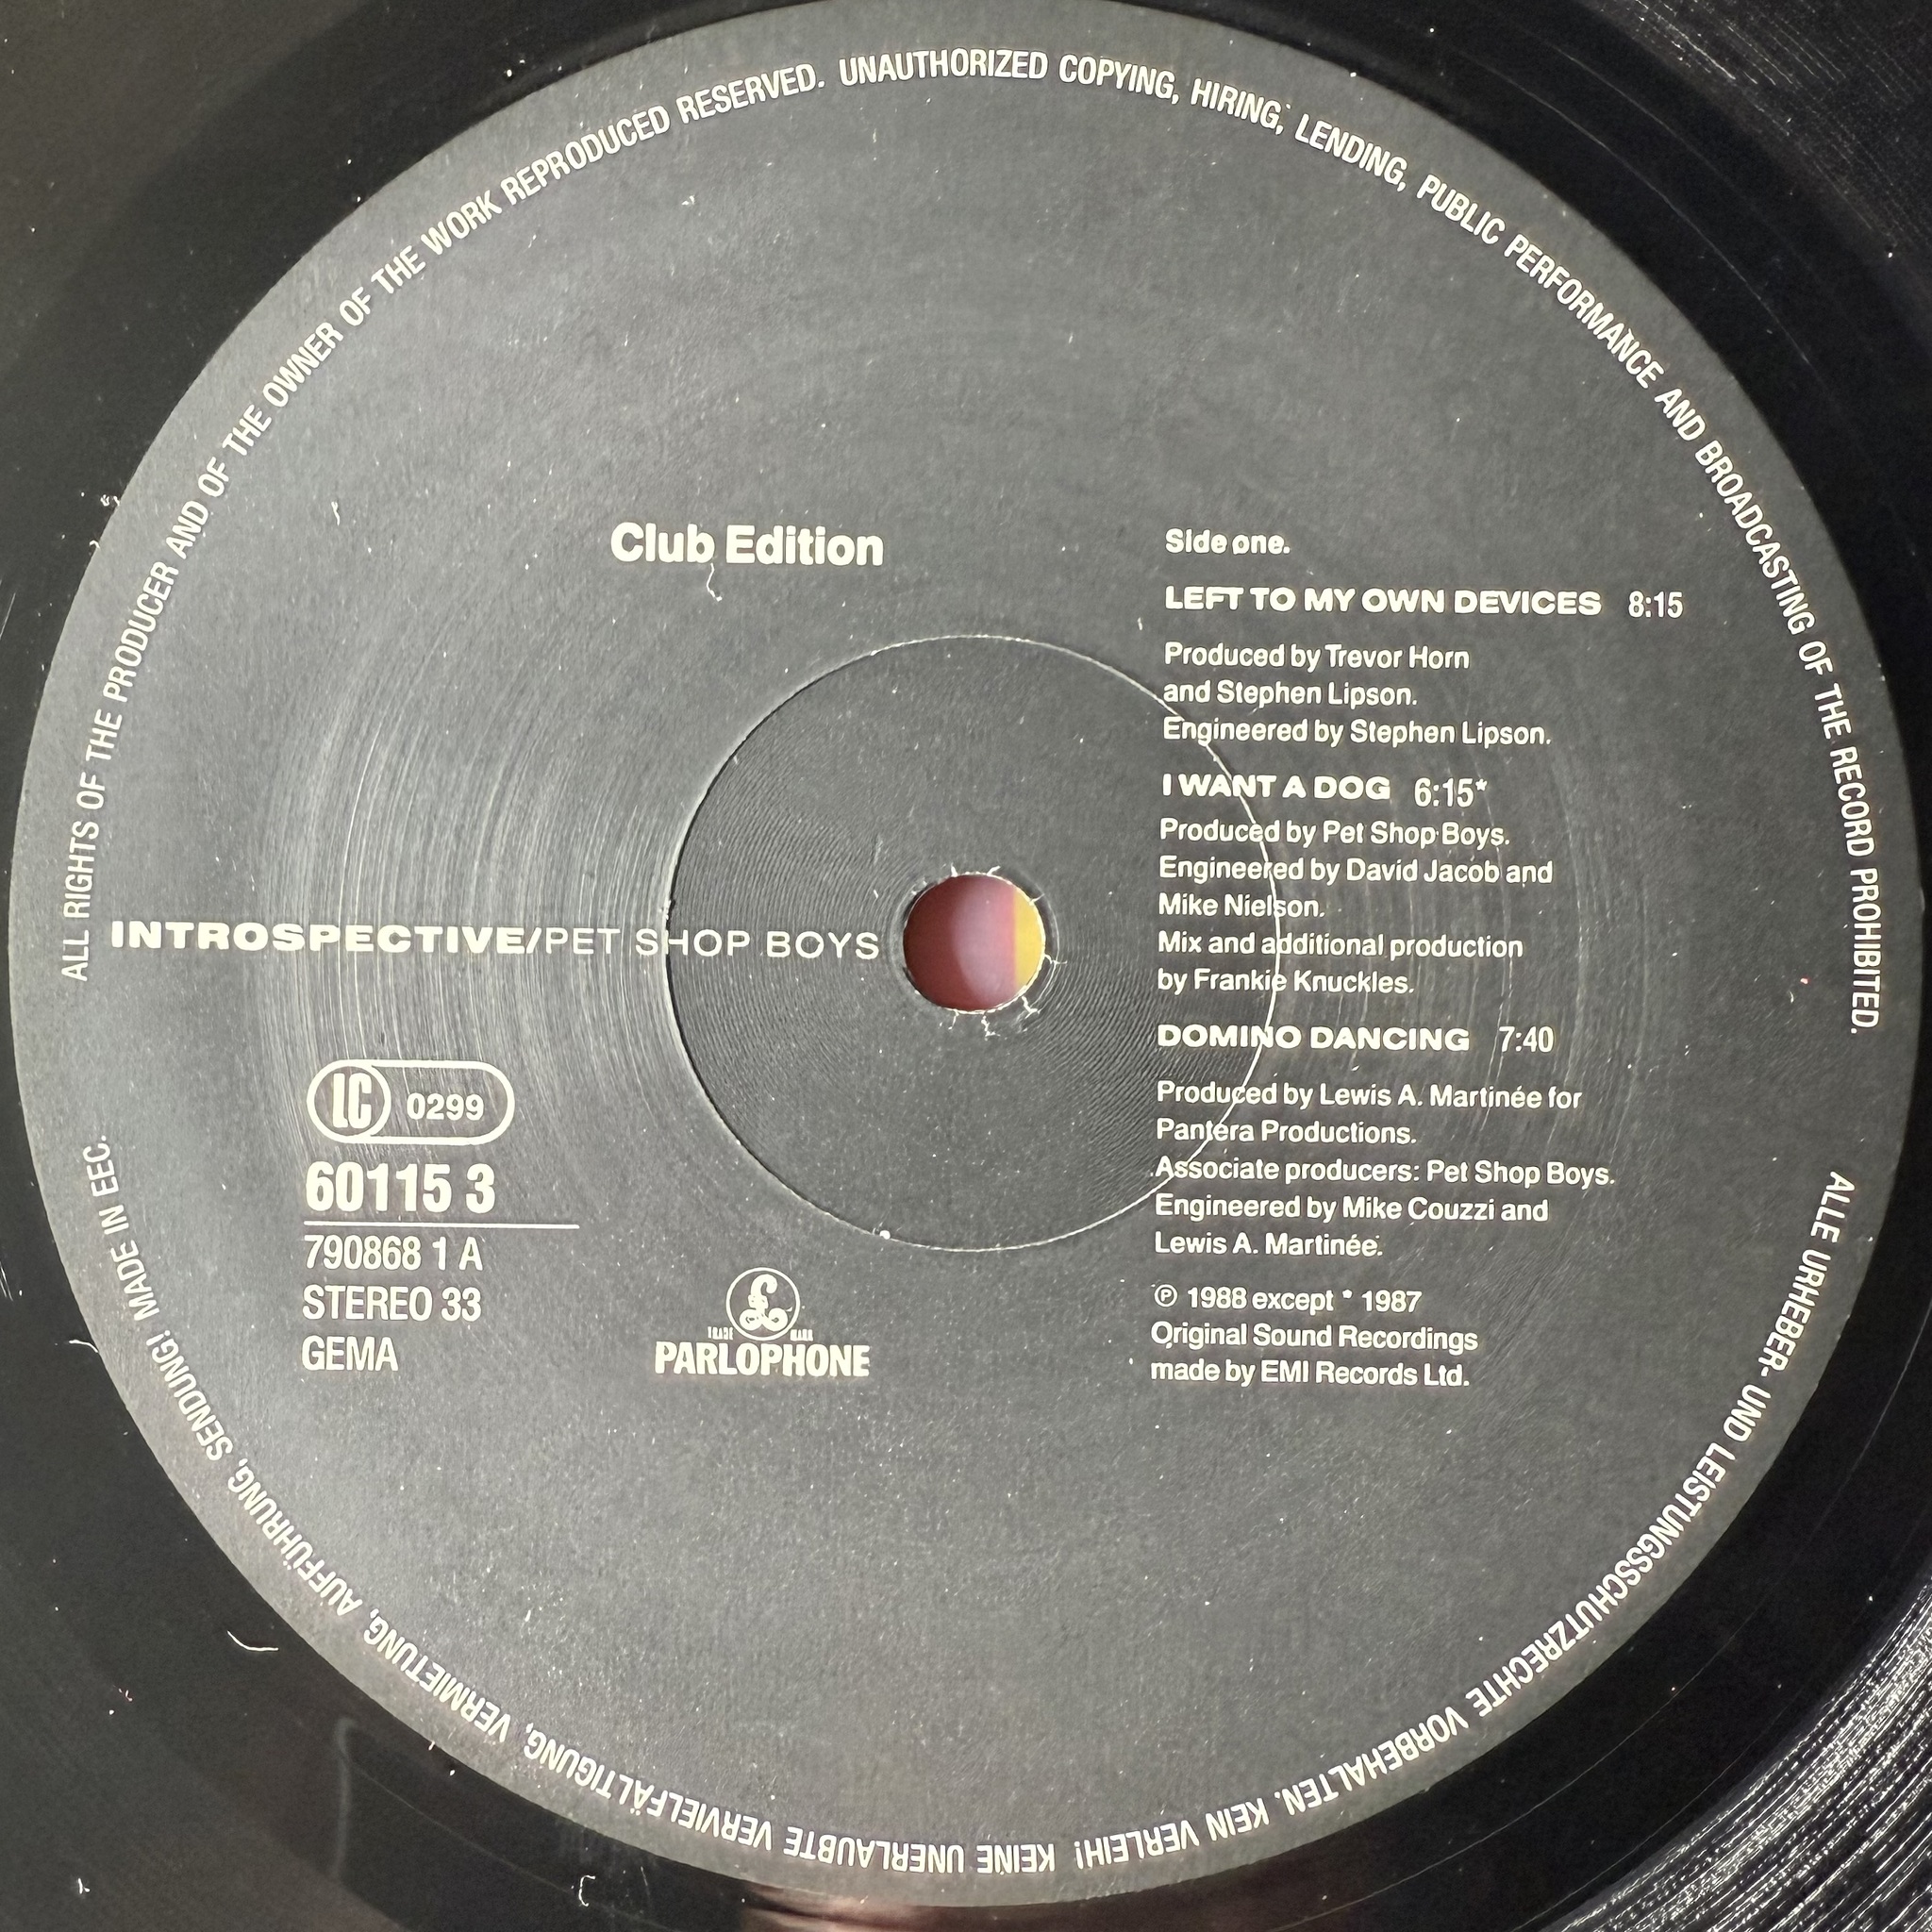 ALL RIGHTS OF THE PRODUCER AND OF THE OWNER OF THE WORK REPRODUCED RESERVED. UNAUTHORIZED COPYING, HIRING, LENDING, PUBLIC PERFORMANCE AND BROADCASTING OF THE RECORD PROHIBITED.
Club Edition
INTROSPECTIVE/PET SHOP BOYS
LC 0299
60115 3
790868 1 A
STEREO 33
GEMA
TRADE MARK
PARLOPHONE
Side one.
LEFT TO MY OWN DEVICES 8:15
Produced by Trevor Horn
and Stephen Lipson.
Engineered by Stephen Lipson.
I WANT A DOG 6:15*
Produced by Pet Shop Boys.
Engineered by David Jacob and
Mike Nielson.
Mix and additional production
by Frankie Knuckles.
DOMINO DANCING 7:40
Produced by Lewis A. Martinée for
Pantera Productions.
Associate producers: Pet Shop Boys.
Engineered by Mike Couzzi and
Lewis A. Martinée.
℗ 1988 except * 1987
Original Sound Recordings
made by EMI Records Ltd.
ALLE URHEBER- UND LEISTUNGSSCHUTZRECHTE VORBEHALTEN. KEIN VERLEIH! KEINE UNERLAUBTE VERVIELFÄLTIGUNG, VERMIETUNG, AUFFÜHRUNG, SENDUNG! MADE IN EEC.